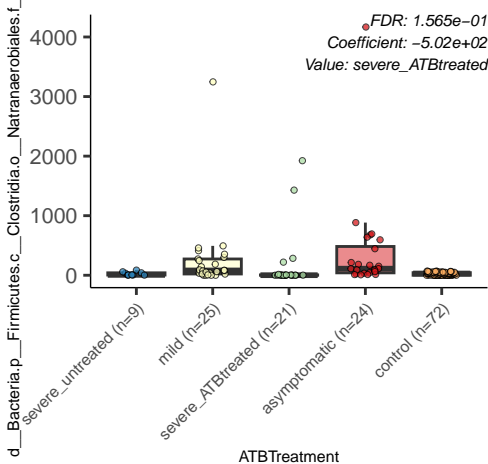 d__Bacteria.p__Firmicutes.c__Clostridia.o__Natranaerobiales.f_
FDR: 1.565e−01
Coefficient: −5.02e+02
Value: severe_ATBtreated
4000
3000
2000
1000
0
severe_untreated (n=9)
mild (n=25)
severe_ATBtreated (n=21)
asymptomatic (n=24)
control (n=72)
ATBTreatment